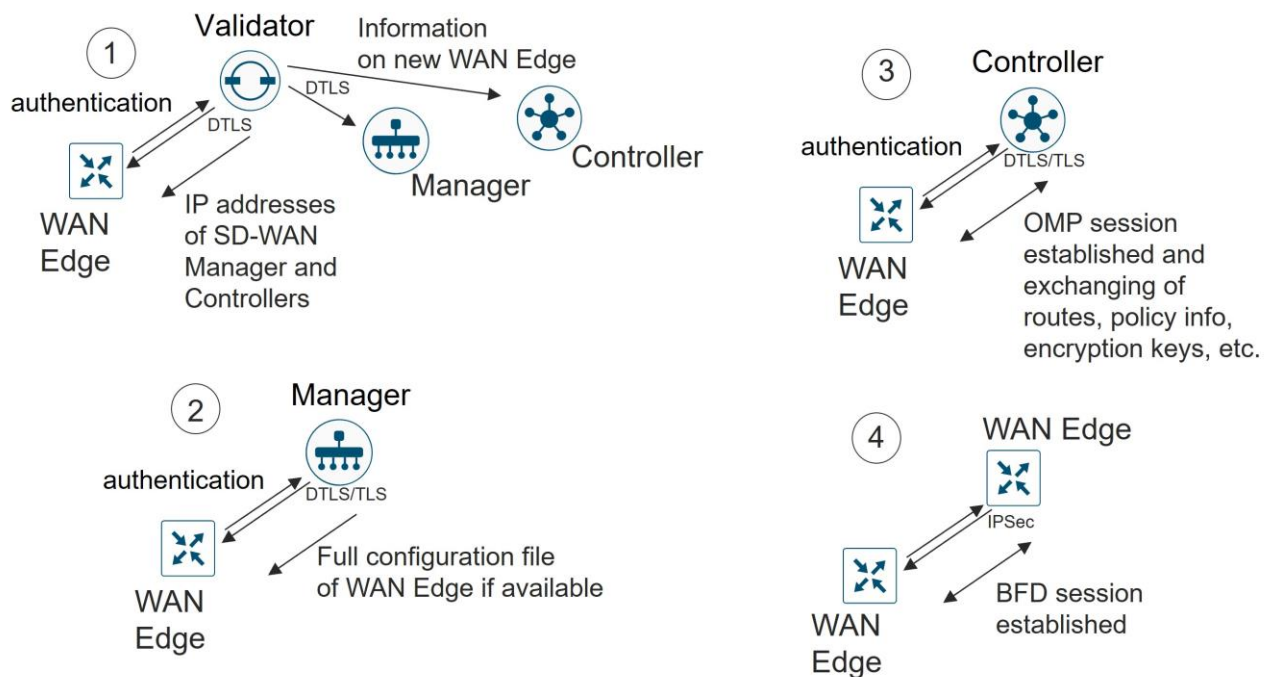 1
Validator
authentication
DTLS
WAN
Edge
IP addresses
of SD-WAN
Manager and
Controllers
DTLS
Information
on new WAN Edge
Manager
Controller
2
Manager
authentication
DTLS/TLS
WAN
Edge
Full configuration file
of WAN Edge if available
3
Controller
authentication
DTLS/TLS
WAN
Edge
OMP session
established and
exchanging of
routes, policy info,
encryption keys, etc.
4
WAN Edge
IPSec
WAN
Edge
BFD session
established